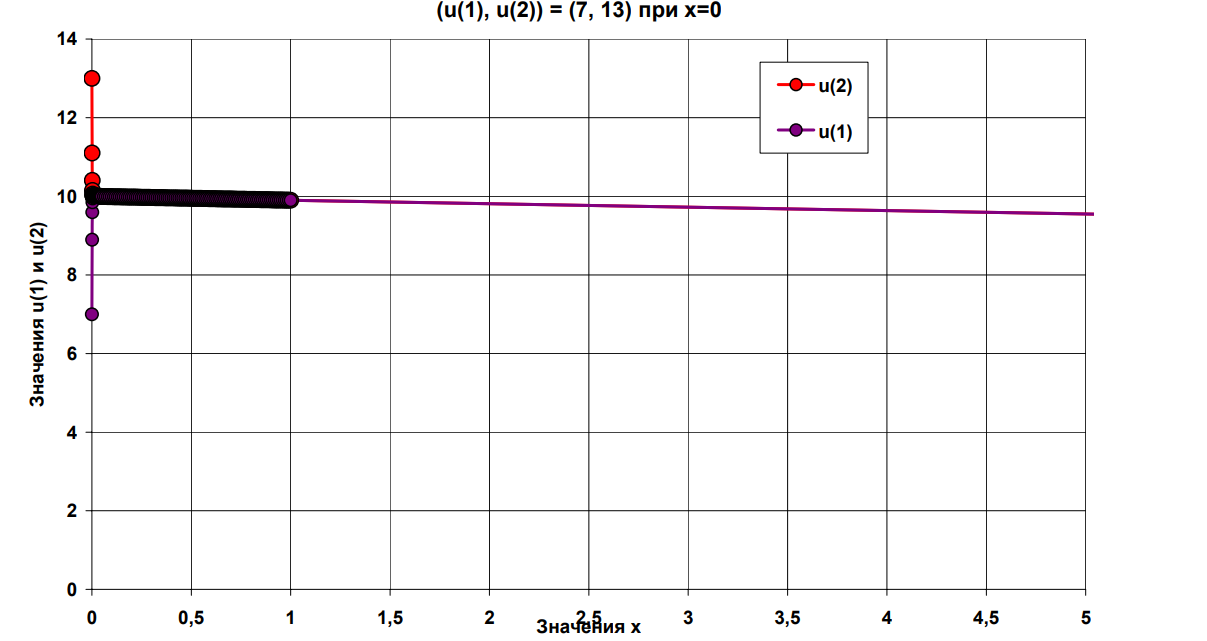 (u(1), u(2)) = (7, 13) при x=0
14
12
10
8
6
4
2
0
Значения u(1) и u(2)
u(2)
u(1)
0 0,5 1 1,5 2 2,5 3 3,5 4 4,5 5
Значения x